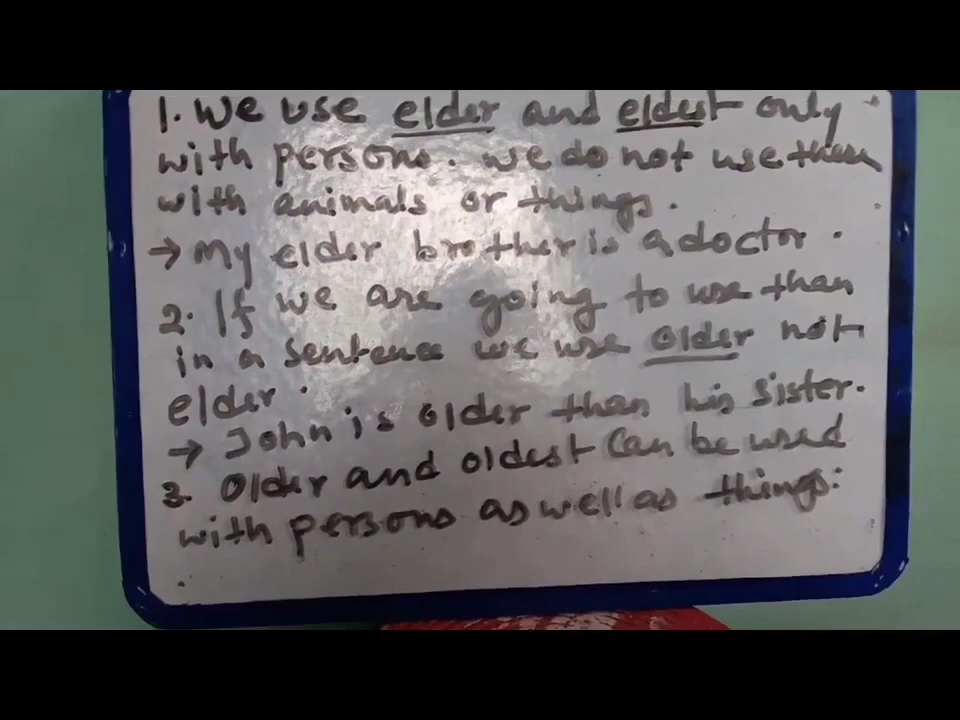 1. We use elder and eldest only
with persons. we do not use them
with animals or things.
→ My elder brother is a doctor.
2. If we are going to use than
in a sentence we use older not
elder.
→ John is older than his sister.
3. Older and oldest Can be used
with persons as well as things.